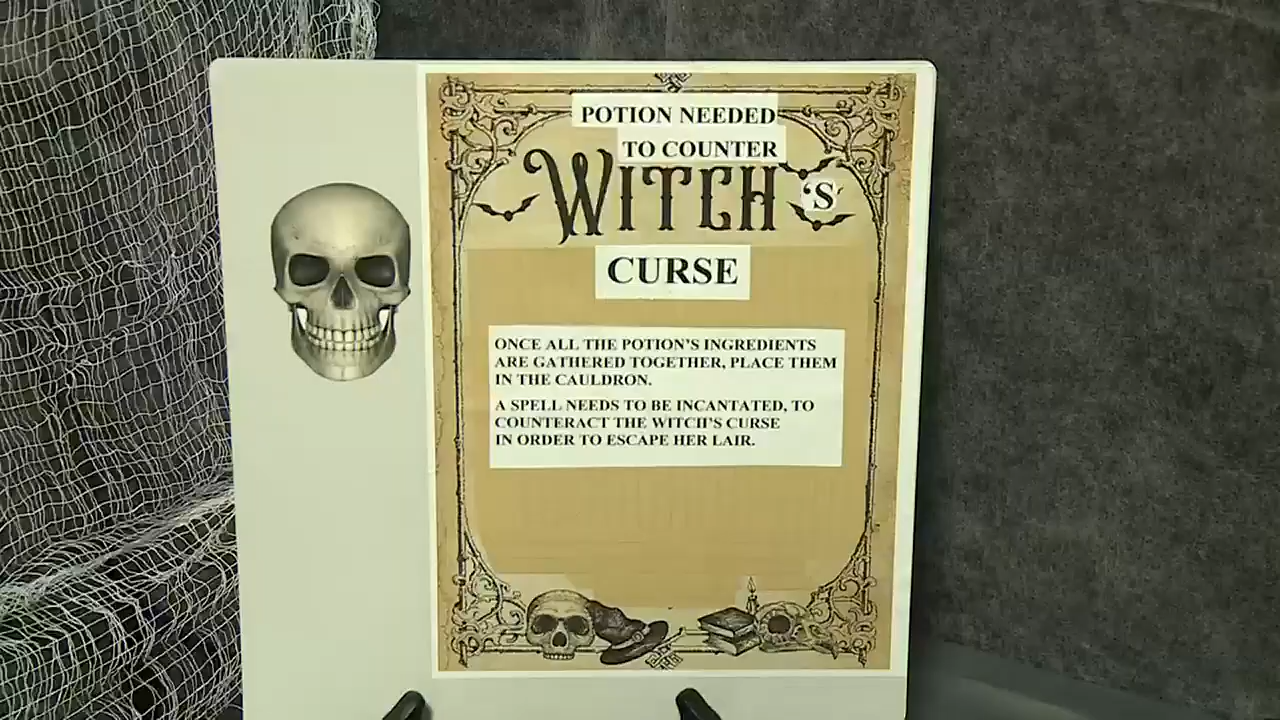 POTION NEEDED
TO COUNTER
WITCH'S
CURSE
ONCE ALL THE POTION'S INGREDIENTS
ARE GATHERED TOGETHER, PLACE THEM
IN THE CAULDRON.
A SPELL NEEDS TO BE INCANTATED, TO
COUNTERACT THE WITCH'S CURSE
IN ORDER TO ESCAPE HER LAIR.